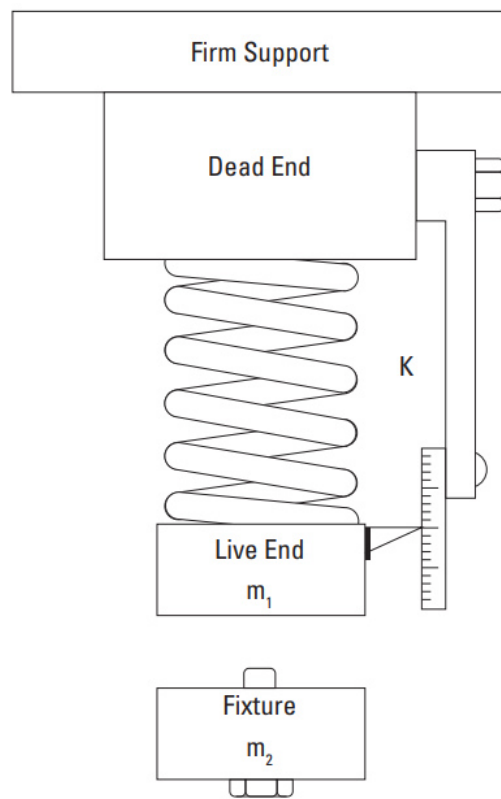 Firm Support
Dead End
K
Live End
m₁
Fixture
m₂